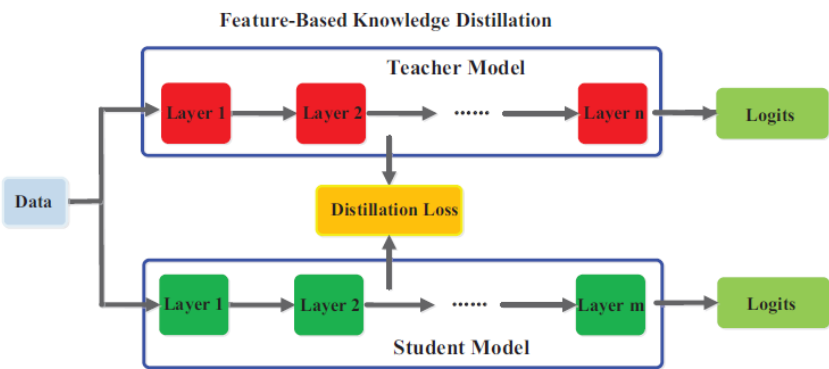 Feature-Based Knowledge Distillation
Teacher Model
Layer 1
Layer 2
......
Layer n
Logits
Data
Distillation Loss
Layer 1
Layer 2
......
Layer m
Logits
Student Model